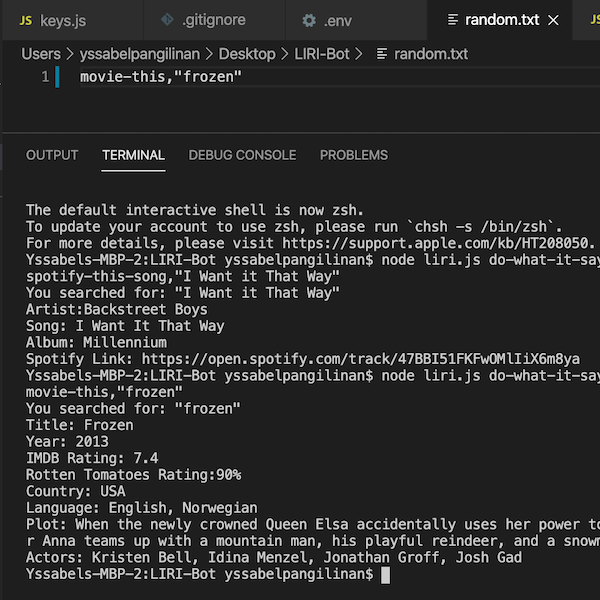 JS keys.js .gitignore .env random.txt × JS
Users > yssabelpangilinan > Desktop > LIRI-Bot > random.txt
1 movie-this,"frozen"
OUTPUT TERMINAL DEBUG CONSOLE PROBLEMS
The default interactive shell is now zsh.
To update your account to use zsh, please run `chsh -s /bin/zsh`.
For more details, please visit https://support.apple.com/kb/HT208050.
Yssabels-MBP-2:LIRI-Bot yssabelpangilinan$ node liri.js do-what-it-say
spotify-this-song,"I Want it That Way"
You searched for: "I Want it That Way"
Artist:Backstreet Boys
Song: I Want It That Way
Album: Millennium
Spotify Link: https://open.spotify.com/track/47BBI51FKFwOMlIiX6m8ya
Yssabels-MBP-2:LIRI-Bot yssabelpangilinan$ node liri.js do-what-it-say
movie-this,"frozen"
You searched for: "frozen"
Title: Frozen
Year: 2013
IMDB Rating: 7.4
Rotten Tomatoes Rating:90%
Country: USA
Language: English, Norwegian
Plot: When the newly crowned Queen Elsa accidentally uses her power to
r Anna teams up with a mountain man, his playful reindeer, and a snowm
Actors: Kristen Bell, Idina Menzel, Jonathan Groff, Josh Gad
Yssabels-MBP-2:LIRI-Bot yssabelpangilinan$